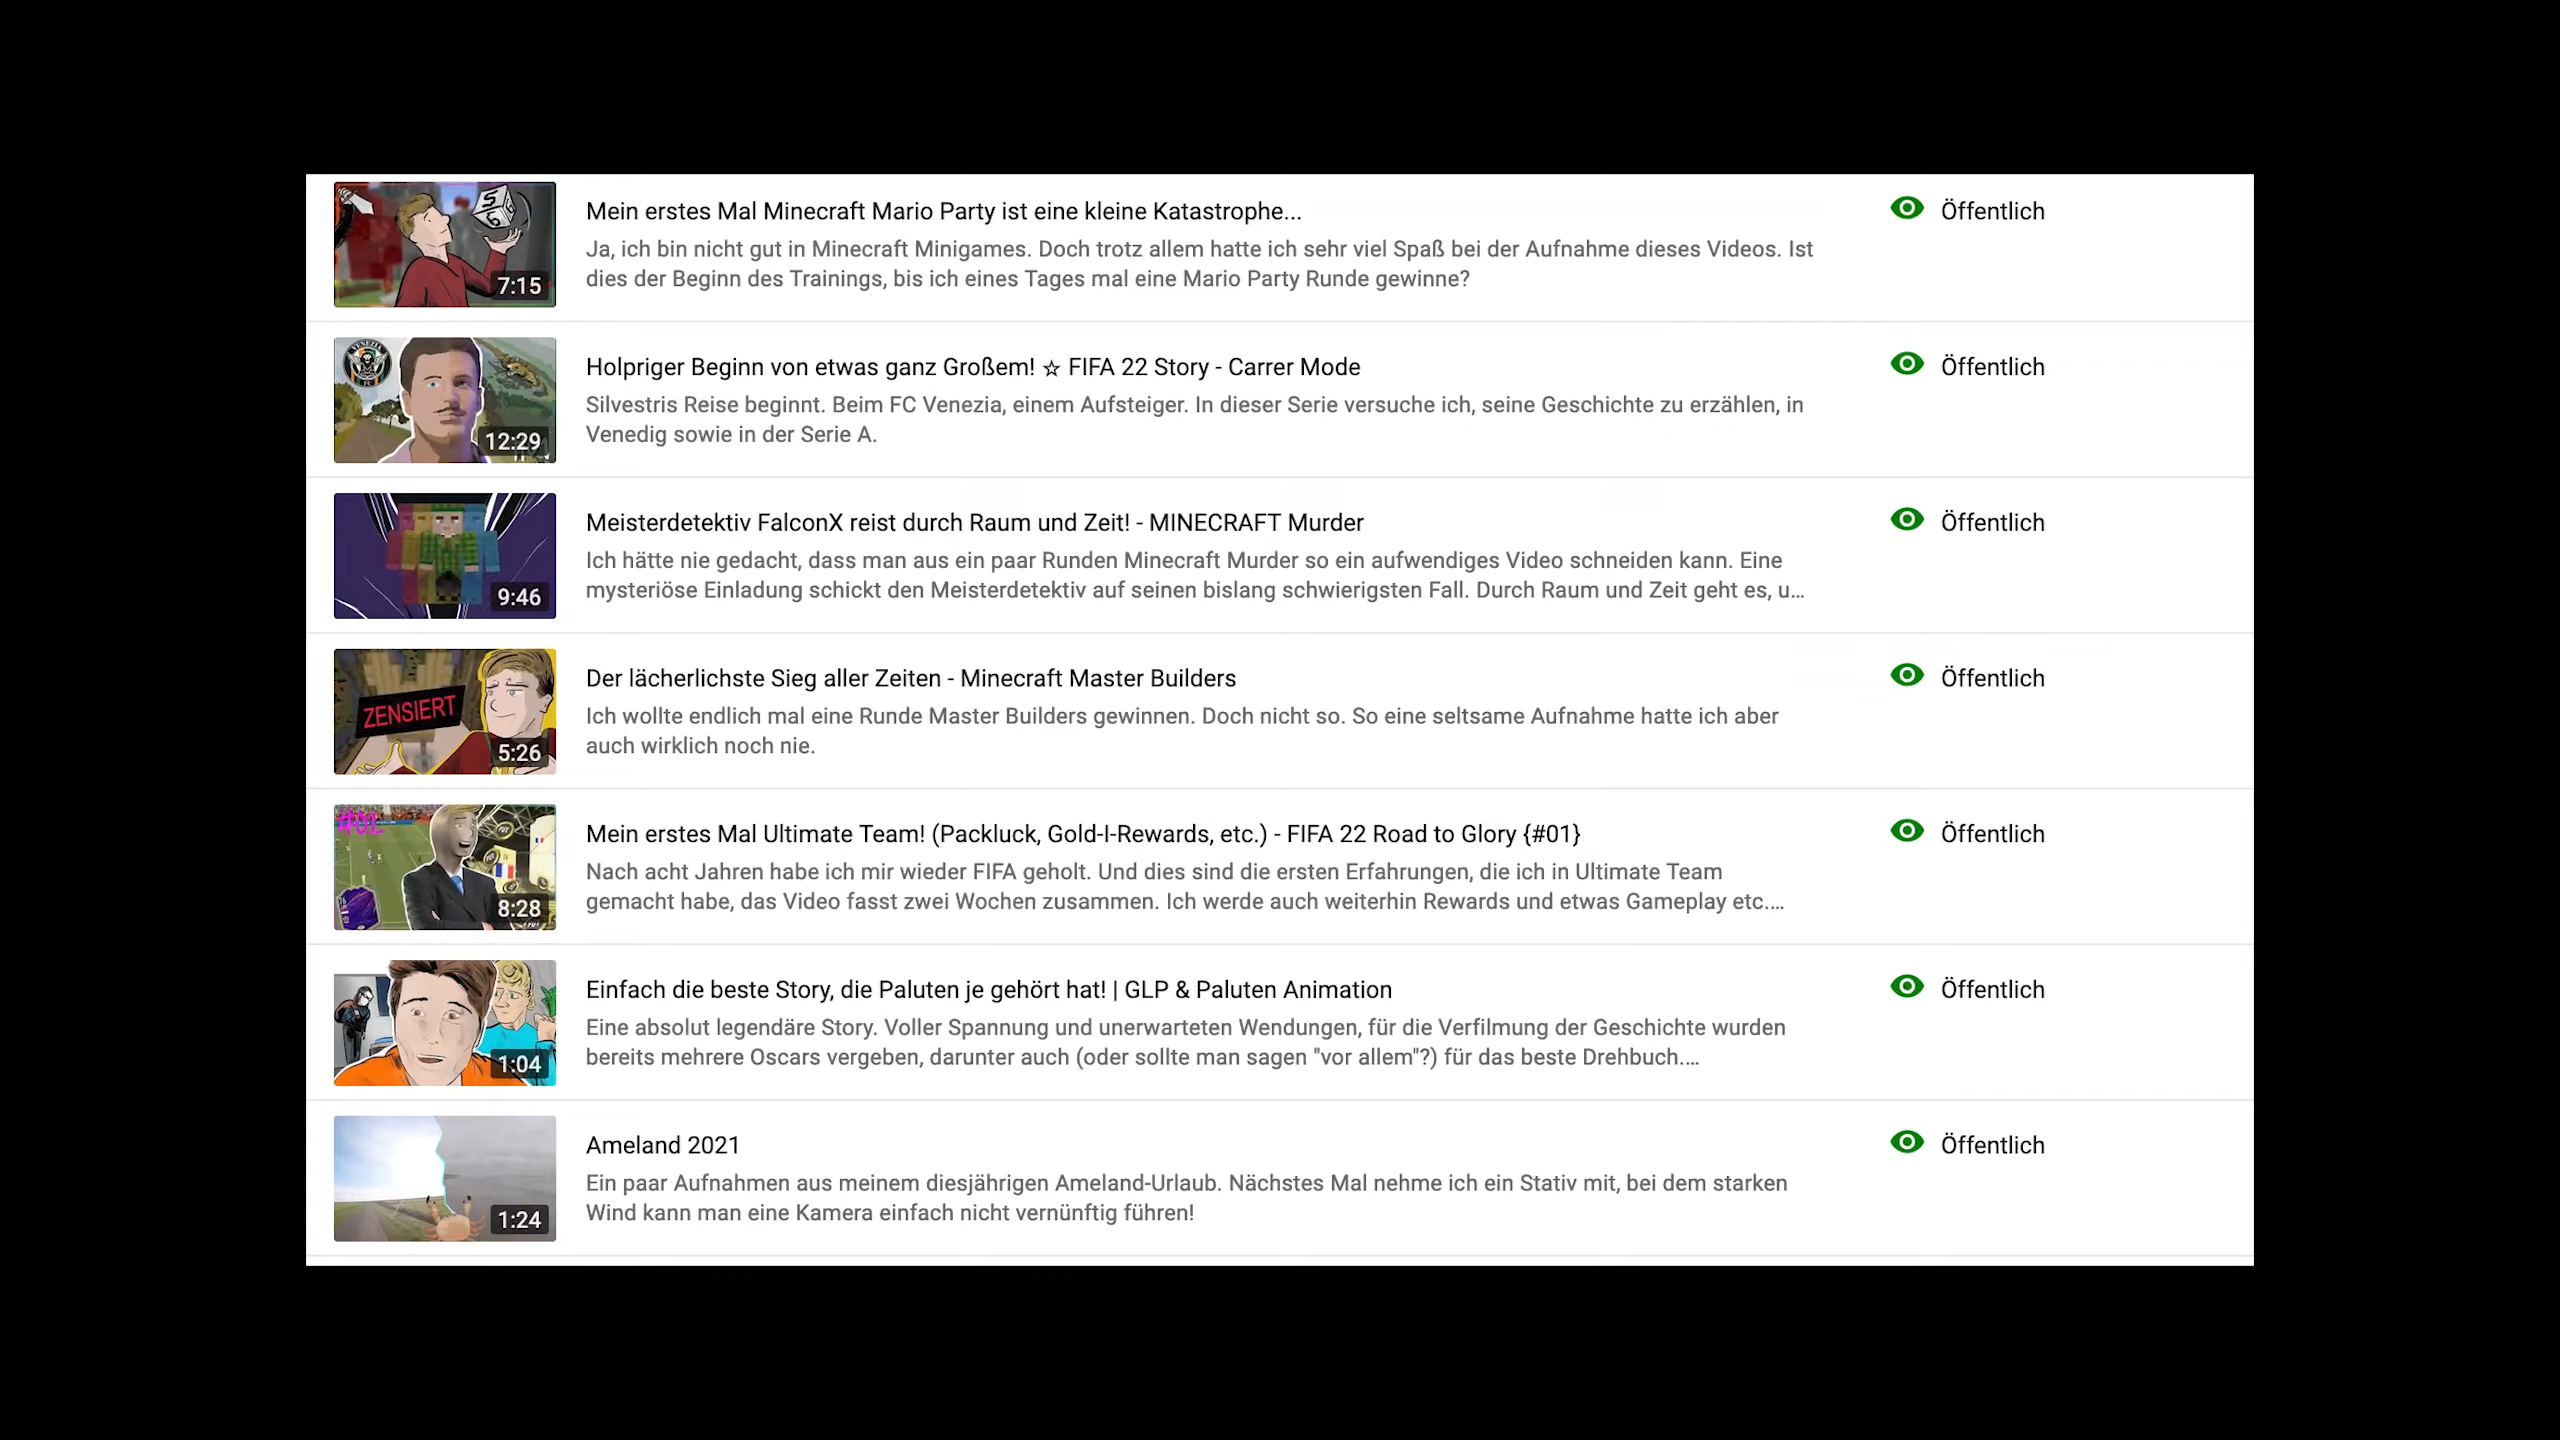 Mein erstes Mal Minecraft Mario Party ist eine kleine Katastrophe...
Öffentlich
Ja, ich bin nicht gut in Minecraft Minigames. Doch trotz allem hatte ich sehr viel Spaß bei der Aufnahme dieses Videos. Ist
dies der Beginn des Trainings, bis ich eines Tages mal eine Mario Party Runde gewinne?
5
6
7:15
VENEZIA
FC
Holpriger Beginn von etwas ganz Großem! ☆ FIFA 22 Story - Carrer Mode
Öffentlich
Silvestris Reise beginnt. Beim FC Venezia, einem Aufsteiger. In dieser Serie versuche ich, seine Geschichte zu erzählen, in
Venedig sowie in der Serie A.
12:29
Meisterdetektiv FalconX reist durch Raum und Zeit! - MINECRAFT Murder
Öffentlich
Ich hätte nie gedacht, dass man aus ein paar Runden Minecraft Murder so ein aufwendiges Video schneiden kann. Eine
mysteriöse Einladung schickt den Meisterdetektiv auf seinen bislang schwierigsten Fall. Durch Raum und Zeit geht es, u...
9:46
Der lächerlichste Sieg aller Zeiten - Minecraft Master Builders
Öffentlich
ZENSIERT
Ich wollte endlich mal eine Runde Master Builders gewinnen. Doch nicht so. So eine seltsame Aufnahme hatte ich aber
auch wirklich noch nie.
5:26
#01
Mein erstes Mal Ultimate Team! (Packluck, Gold-I-Rewards, etc.) - FIFA 22 Road to Glory {#01}
Öffentlich
Nach acht Jahren habe ich mir wieder FIFA geholt. Und dies sind die ersten Erfahrungen, die ich in Ultimate Team
gemacht habe, das Video fasst zwei Wochen zusammen. Ich werde auch weiterhin Rewards und etwas Gameplay etc....
8:28
Einfach die beste Story, die Paluten je gehört hat! | GLP & Paluten Animation
Öffentlich
Eine absolut legendäre Story. Voller Spannung und unerwarteten Wendungen, für die Verfilmung der Geschichte wurden
bereits mehrere Oscars vergeben, darunter auch (oder sollte man sagen "vor allem"?) für das beste Drehbuch....
1:04
Ameland 2021
Öffentlich
Ein paar Aufnahmen aus meinem diesjährigen Ameland-Urlaub. Nächstes Mal nehme ich ein Stativ mit, bei dem starken
Wind kann man eine Kamera einfach nicht vernünftig führen!
1:24